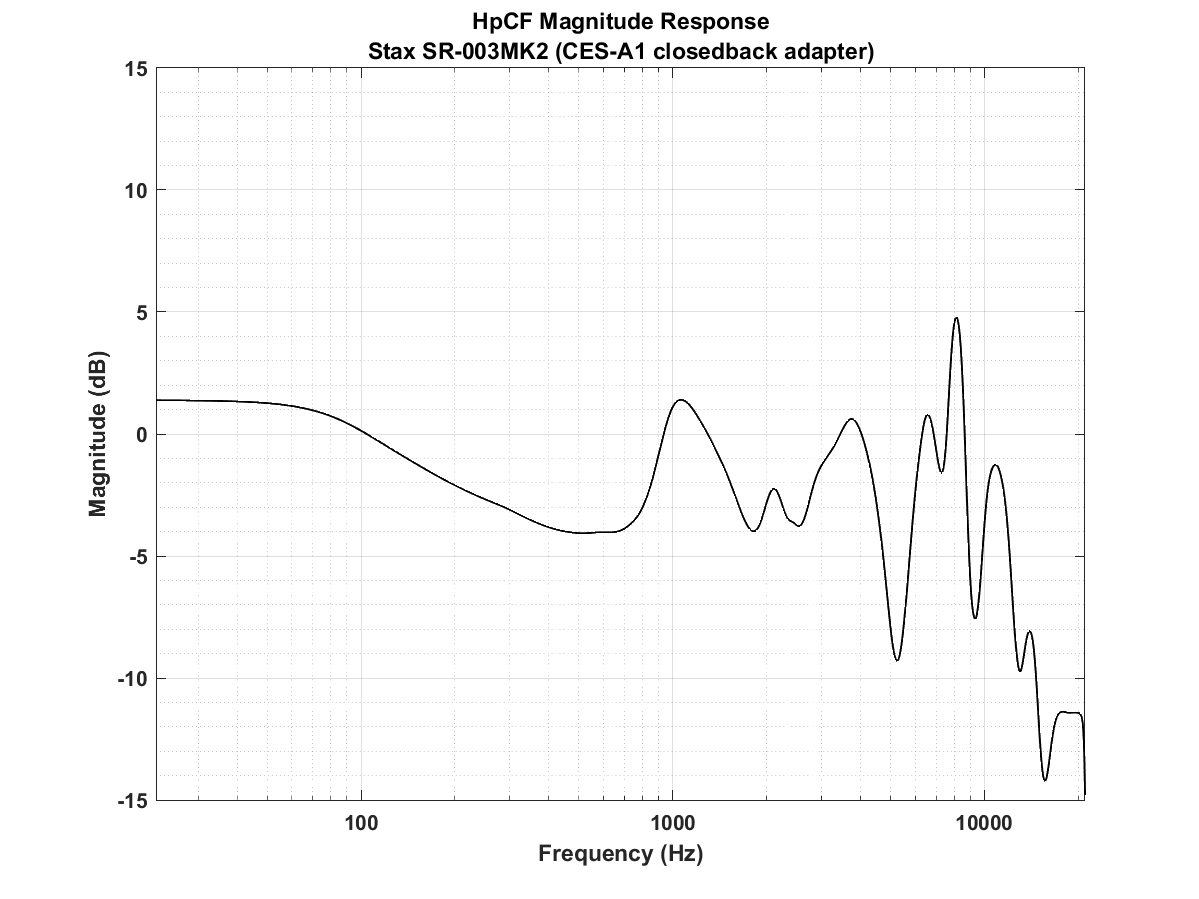 HpCF Magnitude Response
Stax SR-003MK2 (CES-A1 closedback adapter)
15
10
5
0
-5
-10
-15
Magnitude (dB)
100
1000
10000
Frequency (Hz)